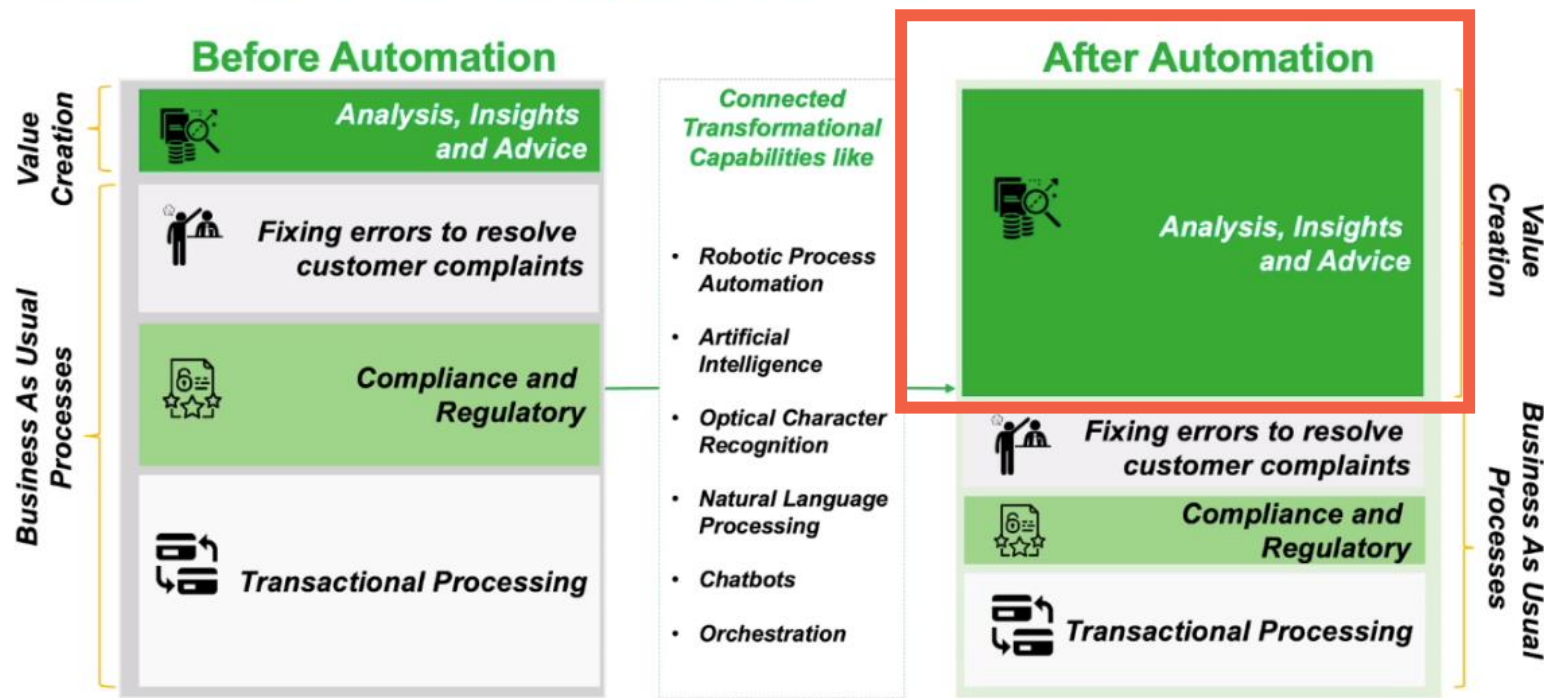 Before Automation
Value
Creation
Analysis, Insights
and Advice
Business As Usual
Processes
Fixing errors to resolve
customer complaints
Compliance and
Regulatory
Transactional Processing
Connected
Transformational
Capabilities like
• Robotic Process
Automation
• Artificial
Intelligence
• Optical Character
Recognition
• Natural Language
Processing
• Chatbots
• Orchestration
After Automation
Analysis, Insights
and Advice
Value
Creation
Fixing errors to resolve
customer complaints
Compliance and
Regulatory
Transactional Processing
Business As Usual
Processes